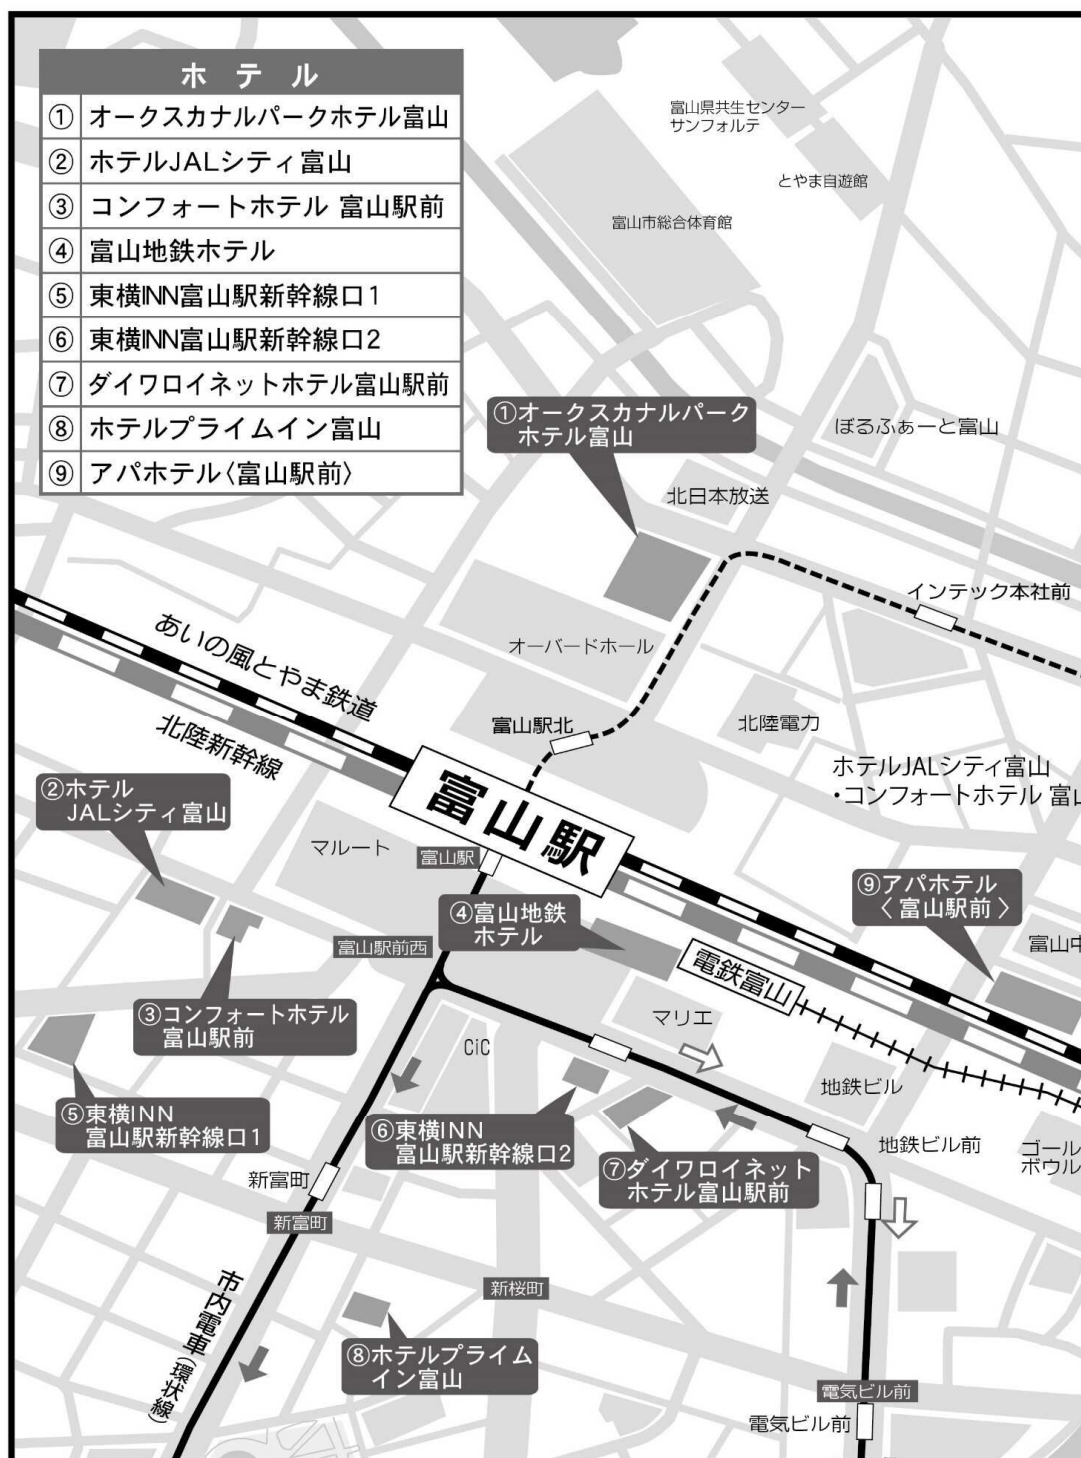 ホテル
① オークスカナルパークホテル富山
② ホテルJALシティ富山
③ コンフォートホテル 富山駅前
④ 富山地鉄ホテル
⑤ 東横INN富山駅新幹線口1
⑥ 東横INN富山駅新幹線口2
⑦ ダイワロイネットホテル富山駅前
⑧ ホテルプライムイン富山
⑨ アパホテル〈富山駅前〉
富山県共生センター
サンフォルテ
とやま自遊館
富山市総合体育館
①オークスカナルパーク
ホテル富山
ぼるふぁーと富山
北日本放送
インテック本社前
オーバードホール
あいの風とやま鉄道
北陸新幹線
富山駅北
北陸電力
ホテルJALシティ富山
・コンフォートホテル 富山
②ホテル
JALシティ富山
マルート
富山駅
富山駅
⑨アパホテル
〈富山駅前〉
④富山地鉄
ホテル
富山駅前西
富山中
電鉄富山
③コンフォートホテル
富山駅前
マリエ
CiC
地鉄ビル
⑤東横INN
富山駅新幹線口1
⑥東横INN
富山駅新幹線口2
地鉄ビル前
ゴール
ボウル
⑦ダイワロイネット
ホテル富山駅前
新富町
新富町
新桜町
市内電車(環状線)
⑧ホテルプライム
イン富山
電気ビル前
電気ビル前